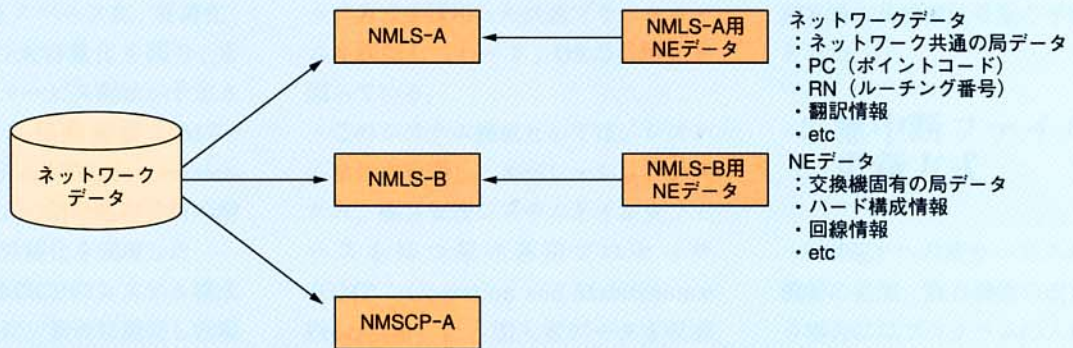 ネットワーク
データ
NMLS-A
NMLS-B
NMSCP-A
NMLS-A用
NEデータ
NMLS-B用
NEデータ
ネットワークデータ
：ネットワーク共通の局データ
・PC（ポイントコード）
・RN（ルーチング番号）
・翻訳情報
・etc
NEデータ
：交換機固有の局データ
・ハード構成情報
・回線情報
・etc